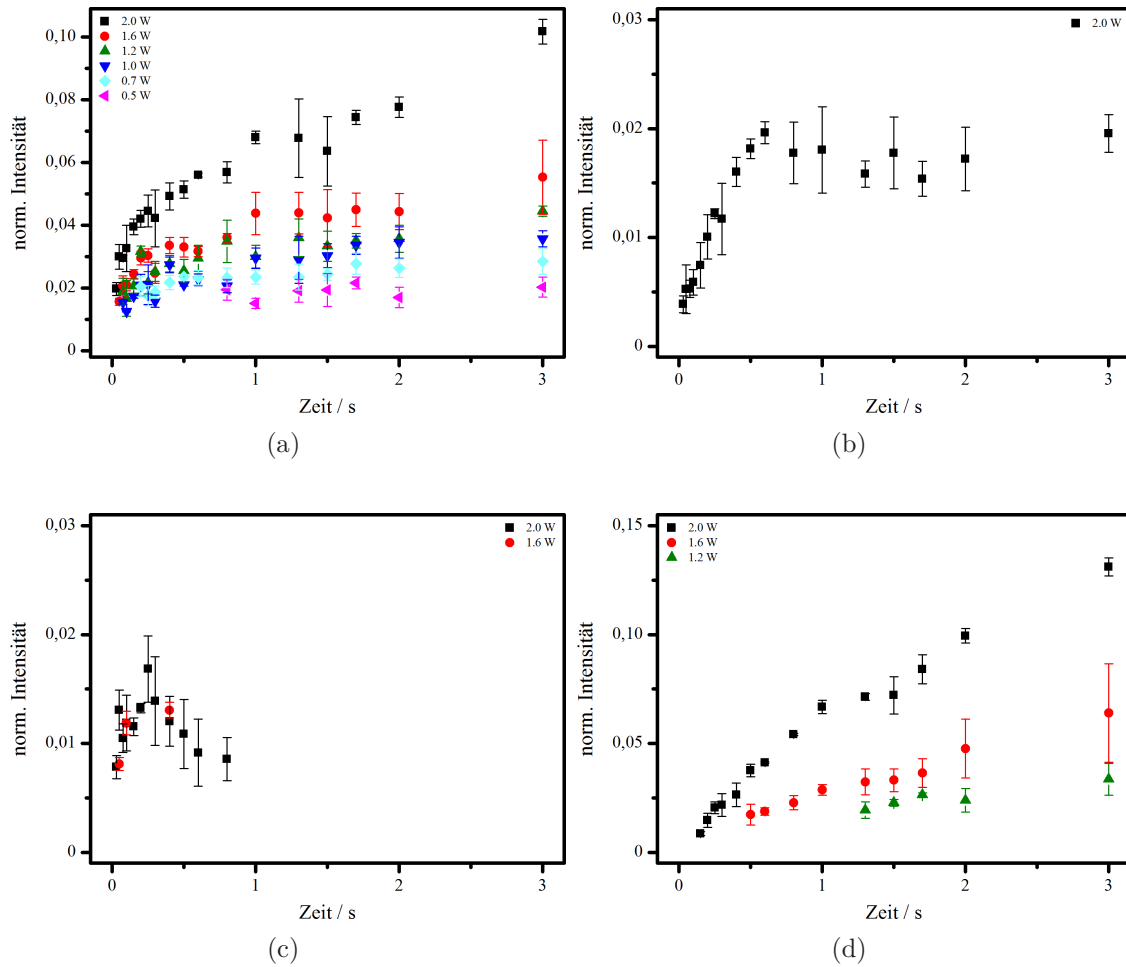 0,10
0,08
0,06
0,04
0,02
0
norm. Intensität
2.0 W
1.6 W
1.2 W
1.0 W
0.7 W
0.5 W
0
1
2
3
Zeit / s
(a)
0,03
0,02
0,01
0
norm. Intensität
2.0 W
0
1
2
3
Zeit / s
(b)
0,03
0,02
0,01
0
norm. Intensität
2.0 W
1.6 W
0
1
2
3
Zeit / s
(c)
0,15
0,10
0,05
0
norm. Intensität
2.0 W
1.6 W
1.2 W
0
1
2
3
Zeit / s
(d)